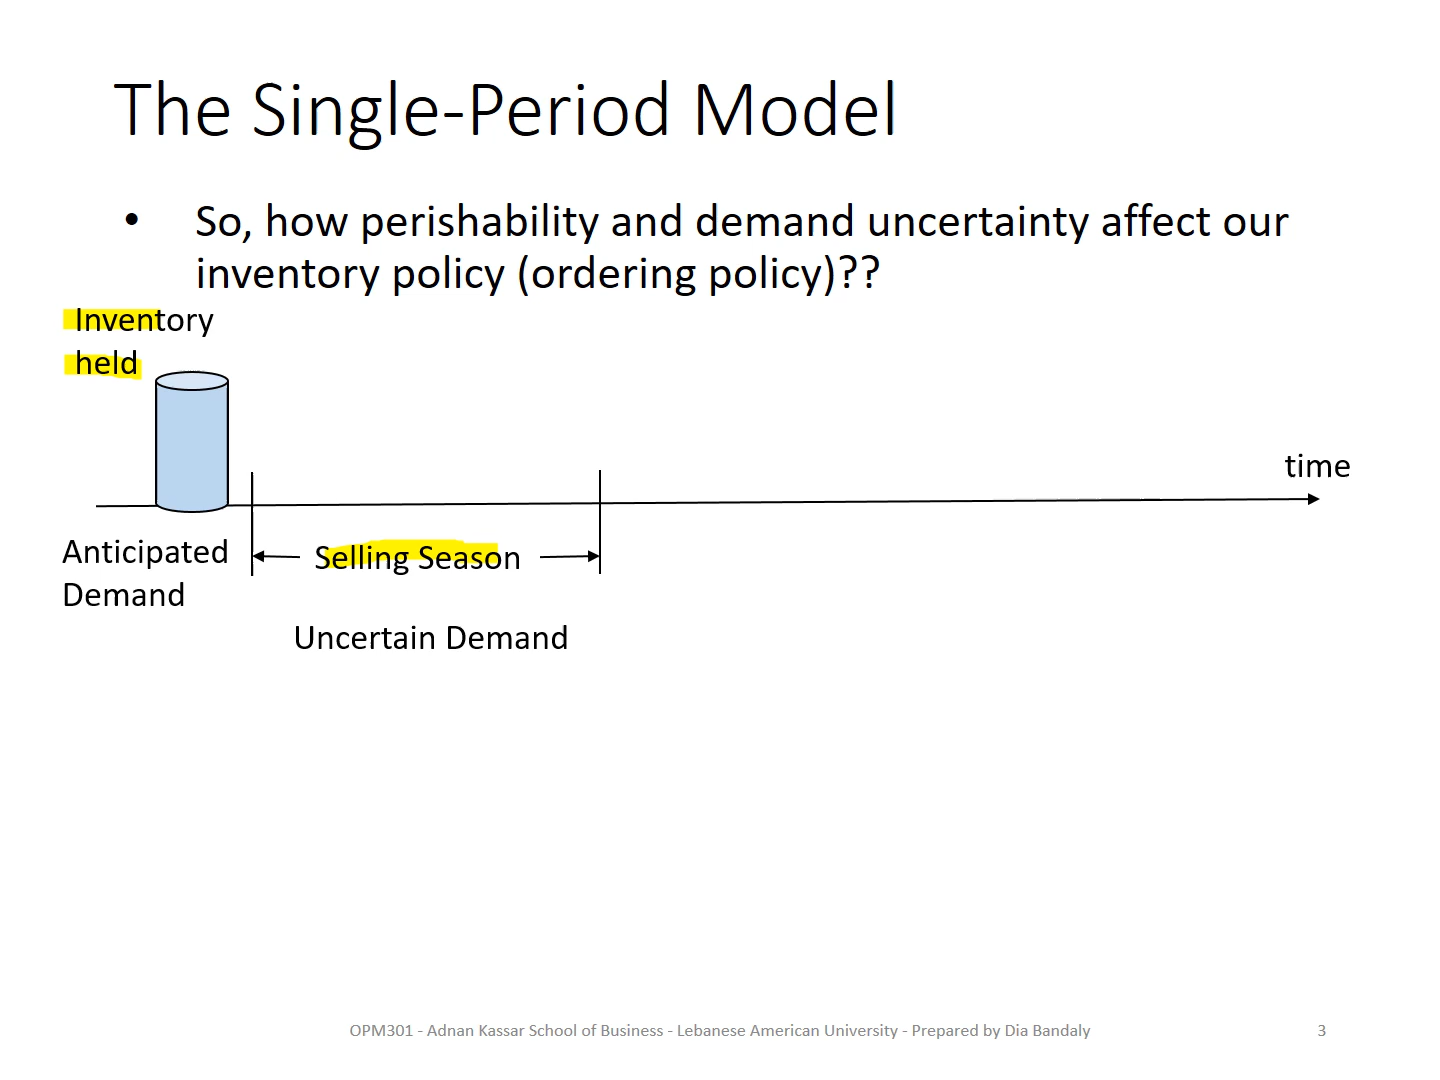 The Single-Period Model
• So, how perishability and demand uncertainty affect our
inventory policy (ordering policy)??
Inventory
held
time
Anticipated
Demand
Selling Season
Uncertain Demand
OPM301 - Adnan Kassar School of Business - Lebanese American University - Prepared by Dia Bandaly
3